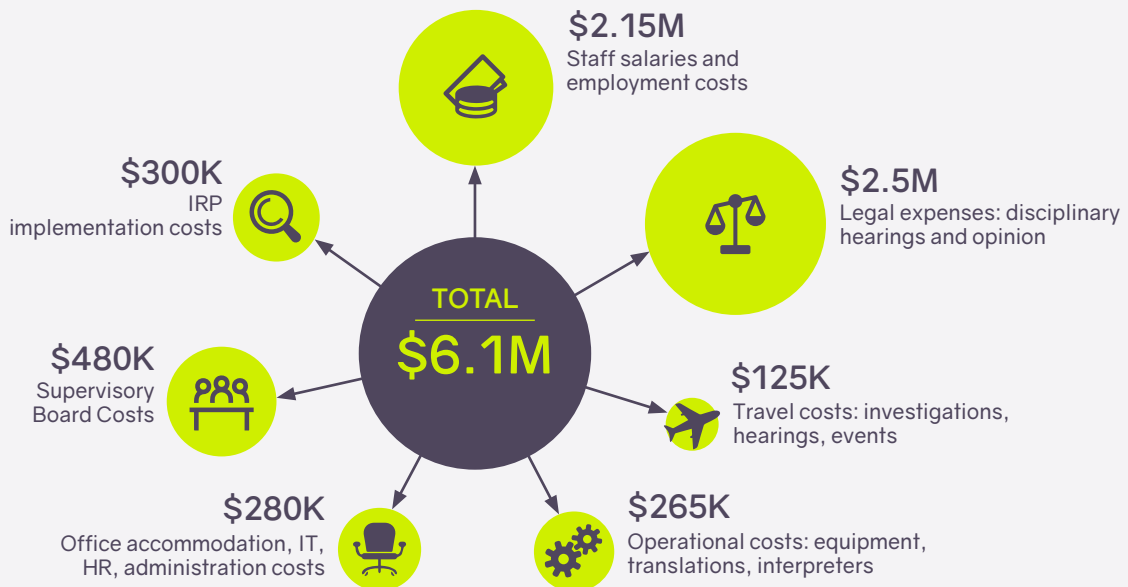 $2.15M
Staff salaries and
employment costs
$300K
IRP
implementation costs
$2.5M
Legal expenses: disciplinary
hearings and opinion
TOTAL
$6.1M
$480K
Supervisory
Board Costs
$125K
Travel costs: investigations,
hearings, events
$280K
Office accommodation, IT,
HR, administration costs
$265K
Operational costs: equipment,
translations, interpreters